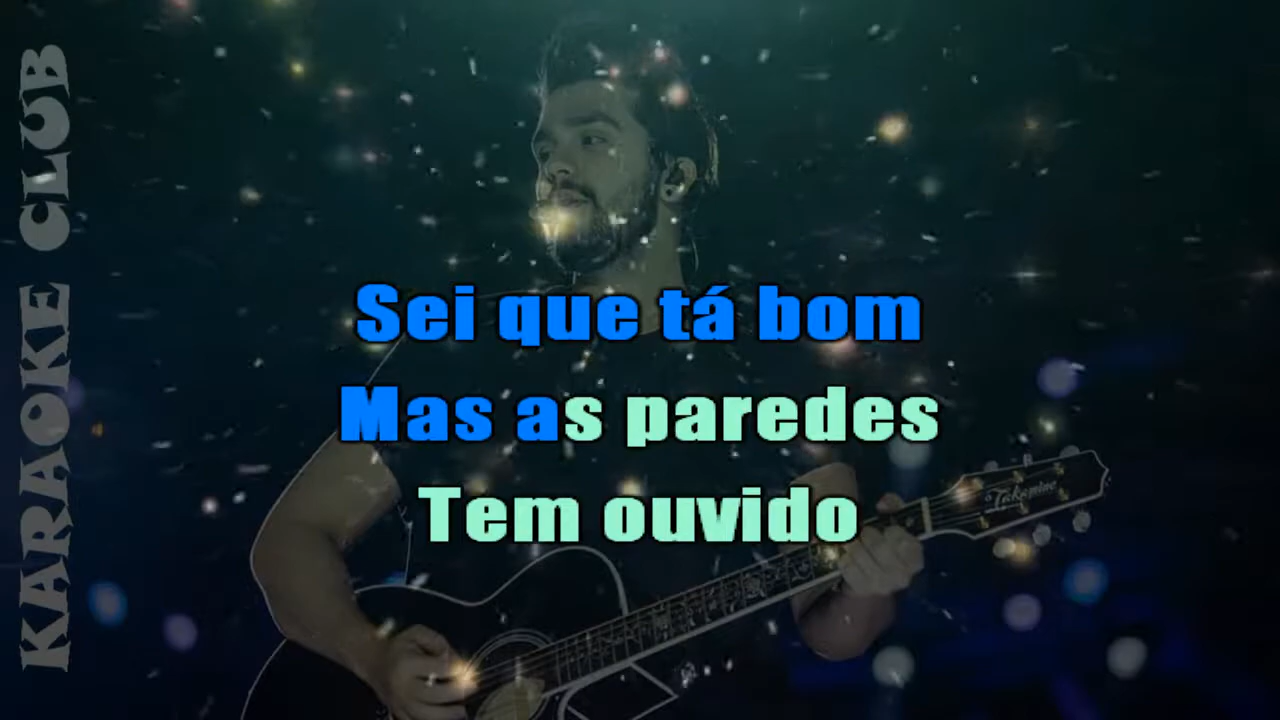 KARAOKE CLUB
Sei que tá bom
Mas as paredes
Tem ouvido
Takamine